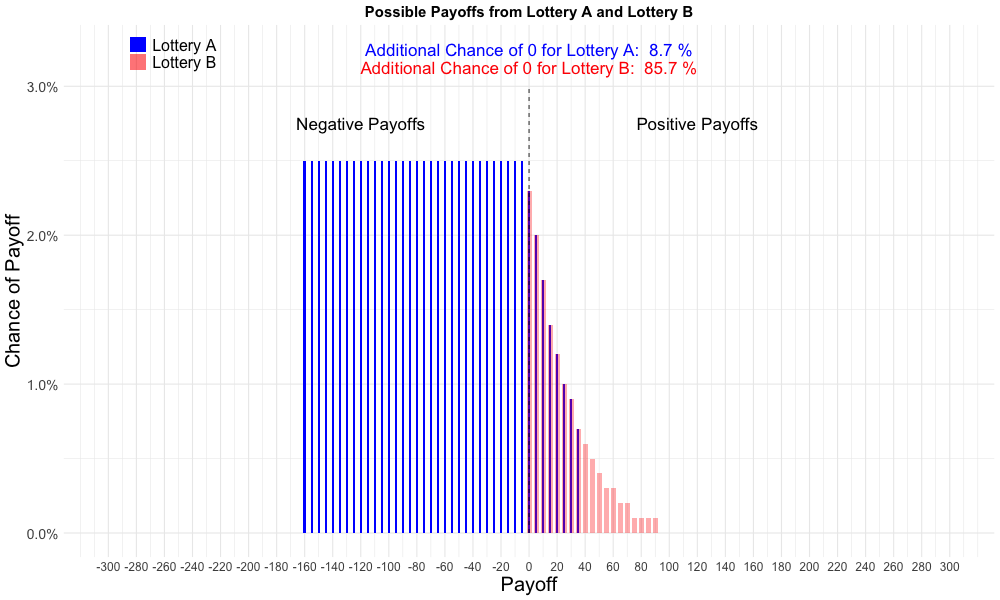 Possible Payoffs from Lottery A and Lottery B
Lottery A
Lottery B
Additional Chance of 0 for Lottery A:  8.7 %
Additional Chance of 0 for Lottery B:  85.7 %
Negative Payoffs
Positive Payoffs
Chance of Payoff
3.0%
2.0%
1.0%
0.0%
-300 -280 -260 -240 -220 -200 -180 -160 -140 -120 -100 -80 -60 -40 -20 0 20 40 60 80 100 120 140 160 180 200 220 240 260 280 300
Payoff